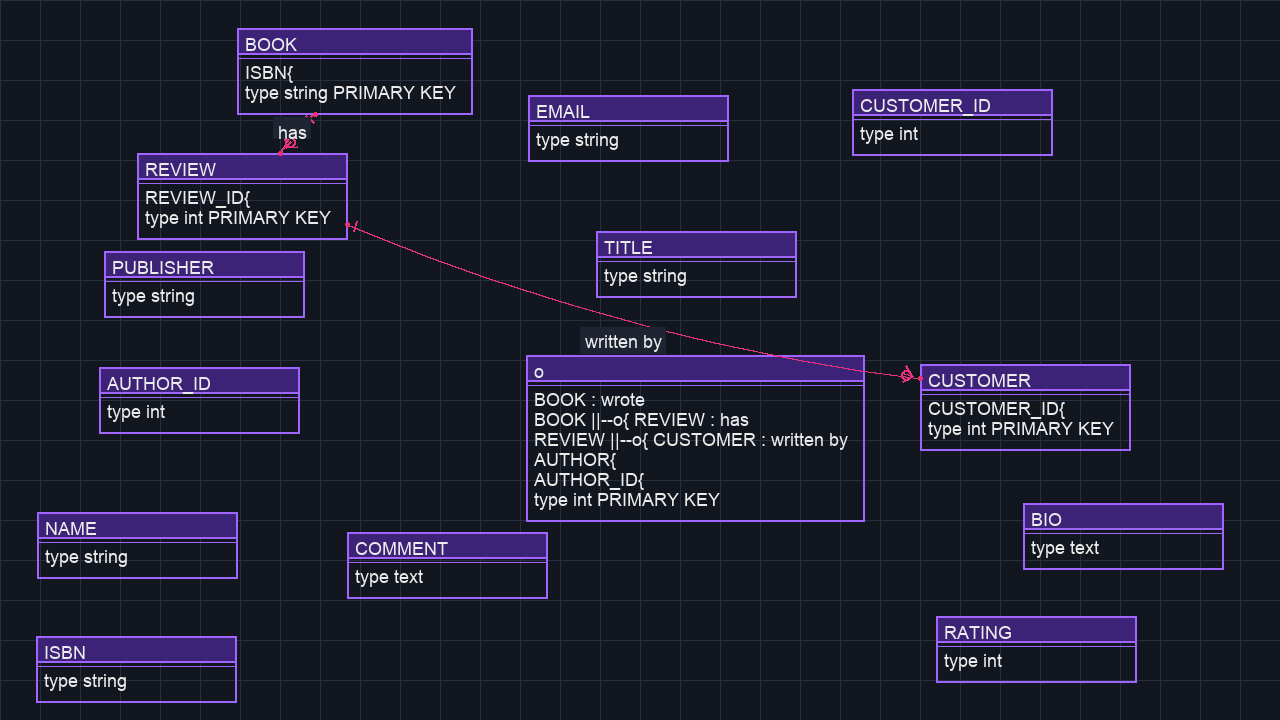 BOOK
ISBN{
type string PRIMARY KEY
EMAIL
type string
CUSTOMER_ID
type int
has
REVIEW
REVIEW_ID{
type int PRIMARY KEY
PUBLISHER
type string
TITLE
type string
written by
o
BOOK : wrote
BOOK ||--o{ REVIEW : has
REVIEW ||--o{ CUSTOMER : written by
AUTHOR{
AUTHOR_ID{
type int PRIMARY KEY
AUTHOR_ID
type int
CUSTOMER
CUSTOMER_ID{
type int PRIMARY KEY
NAME
type string
COMMENT
type text
BIO
type text
ISBN
type string
RATING
type int